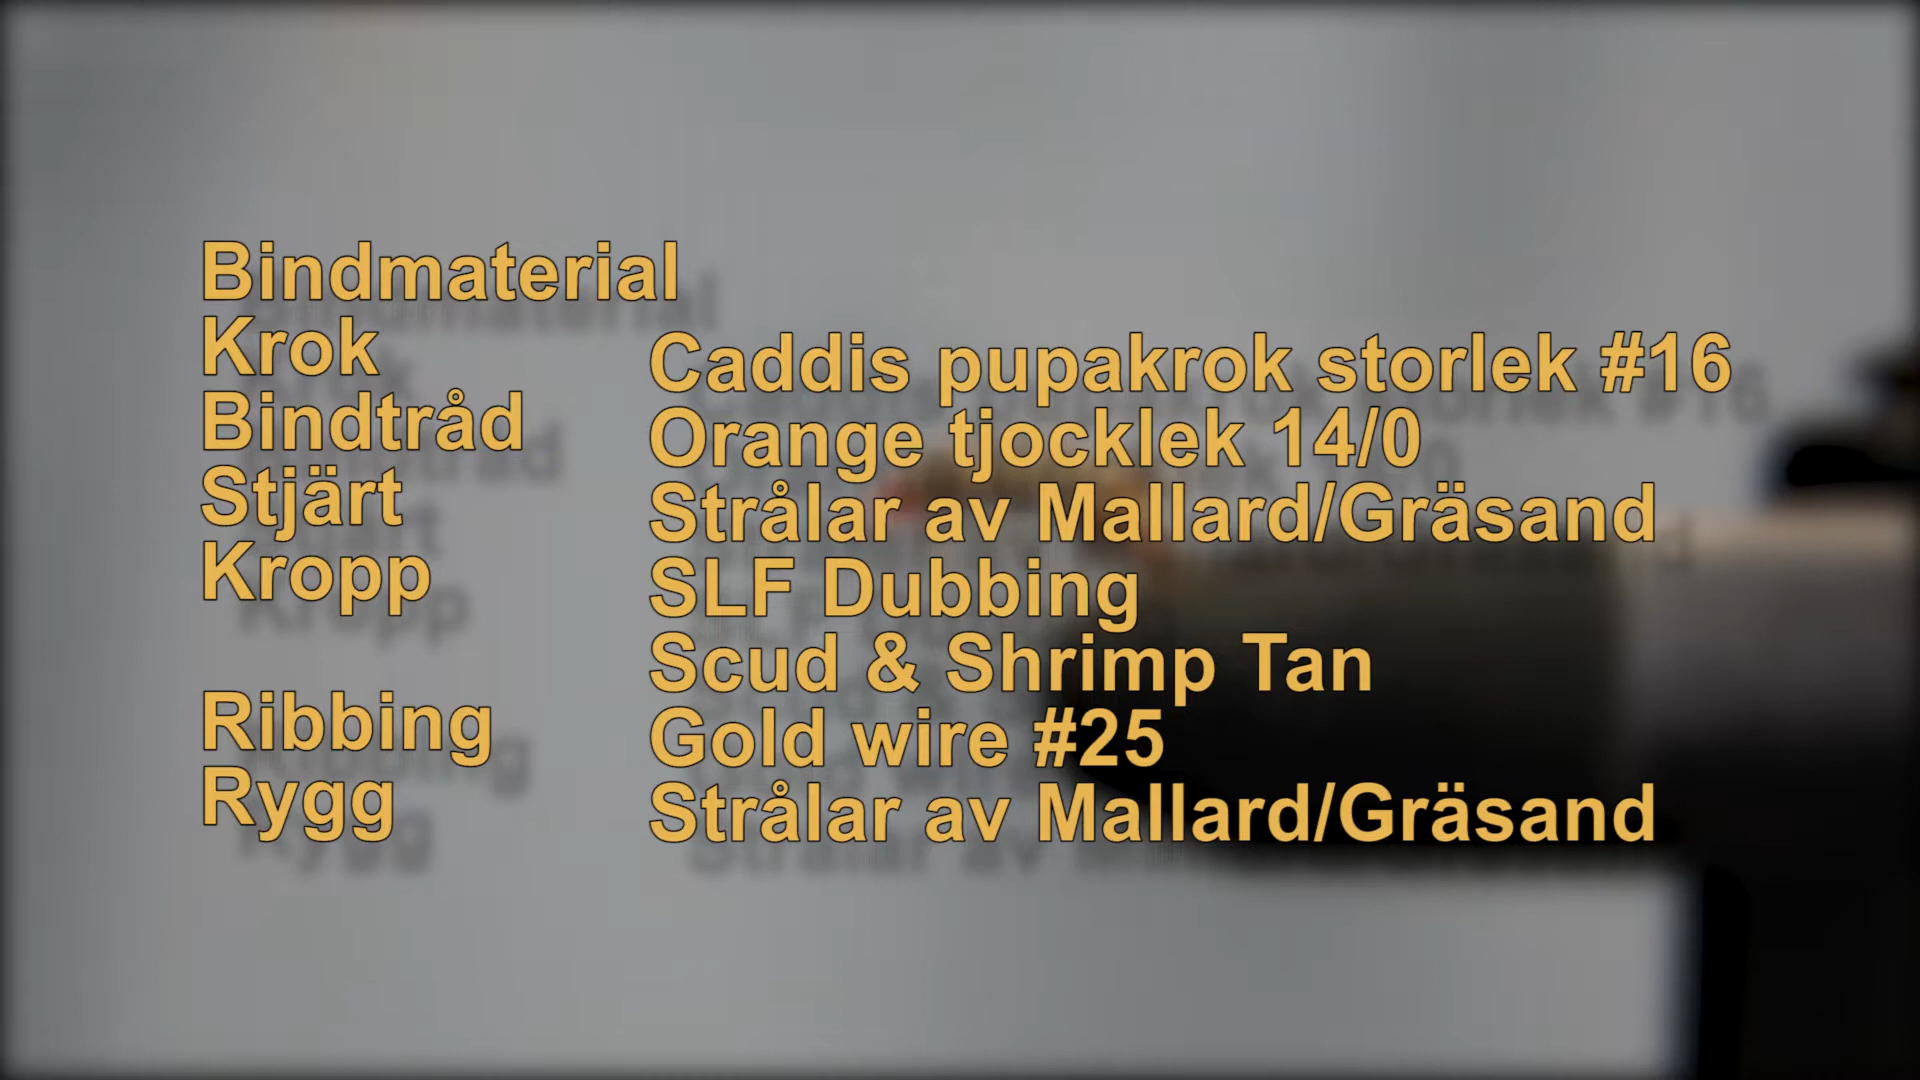 Bindmaterial
Krok Caddis pupakrok storlek #16
Bindtråd Orange tjocklek 14/0
Stjärt Strålar av Mallard/Gräsand
Kropp SLF Dubbing
Scud & Shrimp Tan
Ribbing Gold wire #25
Rygg Strålar av Mallard/Gräsand